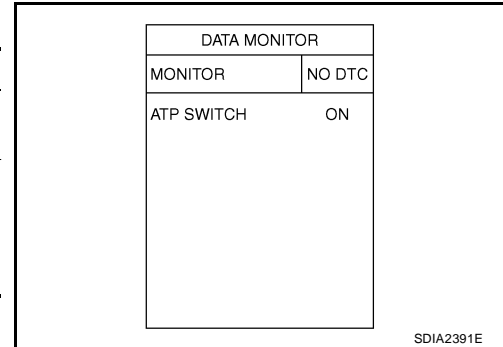 DATA MONITOR
MONITOR NO DTC
ATP SWITCH ON
SDIA2391E